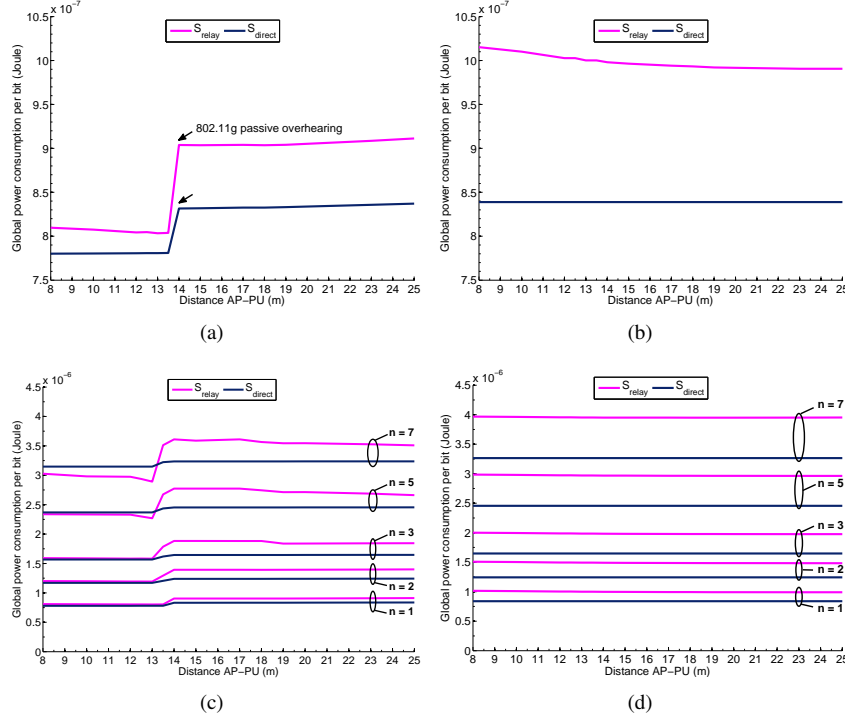 x 10⁻⁷
10.5
10
9.5
9
8.5
8
7.5
Global power consumption per bit (Joule)
S_relay
S_direct
802.11g passive overhearing
8 9 10 11 12 13 14 15 16 17 18 19 20 21 22 23 24 25
Distance AP−PU (m)
(a)
x 10⁻⁷
10.5
10
9.5
9
8.5
8
7.5
Global power consumption per bit (Joule)
S_relay
S_direct
8 9 10 11 12 13 14 15 16 17 18 19 20 21 22 23 24 25
Distance AP−PU (m)
(b)
x 10⁻⁶
4.5
4
3.5
3
2.5
2
1.5
1
0.5
0
Global power consumption per bit (Joule)
S_relay
S_direct
n = 7
n = 5
n = 3
n = 2
n = 1
8 9 10 11 12 13 14 15 16 17 18 19 20 21 22 23 24 25
Distance AP−PU (m)
(c)
x 10⁻⁶
4.5
4
3.5
3
2.5
2
1.5
1
0.5
0
Global power consumption per bit (Joule)
S_relay
S_direct
n = 7
n = 5
n = 3
n = 2
n = 1
8 9 10 11 12 13 14 15 16 17 18 19 20 21 22 23 24 25
Distance AP−PU (m)
(d)